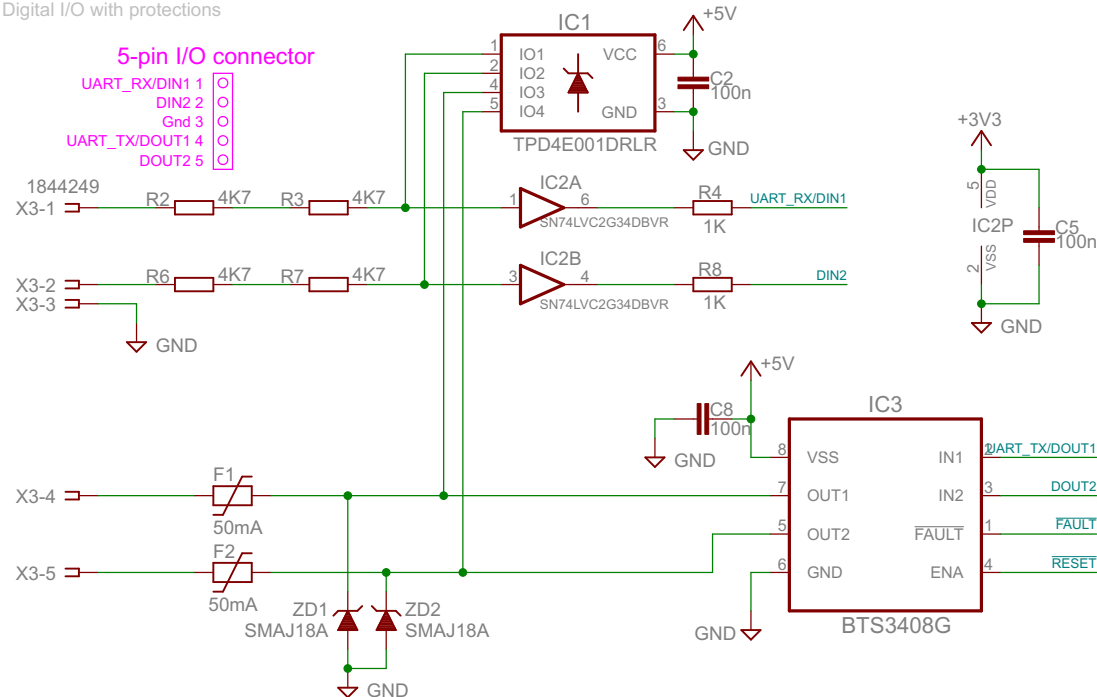 Digital I/O with protections
5-pin I/O connector
UART_RX/DIN1 1
DIN2 2
Gnd 3
UART_TX/DOUT1 4
DOUT2 5
IC1
+5V
1 IO1 VCC 6
2 IO2
4 IO3
5 IO4 GND 3
C2
100n
TPD4E001DRLR
GND
1844249
X3-1
R2 4K7
R3 4K7
IC2A
1 6
SN74LVC2G34DBVR
R4
1K
UART_RX/DIN1
X3-2
R6 4K7
R7 4K7
IC2B
3 4
SN74LVC2G34DBVR
R8
1K
DIN2
X3-3
GND
+3V3
5 VDD
IC2P
2 VSS
C5
100n
GND
+5V
C8
100n
GND
IC3
8 VSS IN1 2 UART_TX/DOUT1
7 OUT1 IN2 3 DOUT2
5 OUT2 FAULT 1 FAULT
6 GND ENA 4 RESET
BTS3408G
GND
X3-4
F1
50mA
X3-5
F2
50mA
ZD1
SMAJ18A
ZD2
SMAJ18A
GND